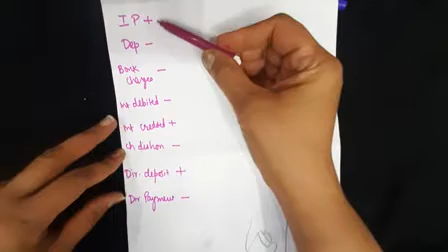 IP +
Dep -
Bank
charges -
Int debited -
Int credited +
Ch dishon -
Dir. deposit +
Dir Payment -